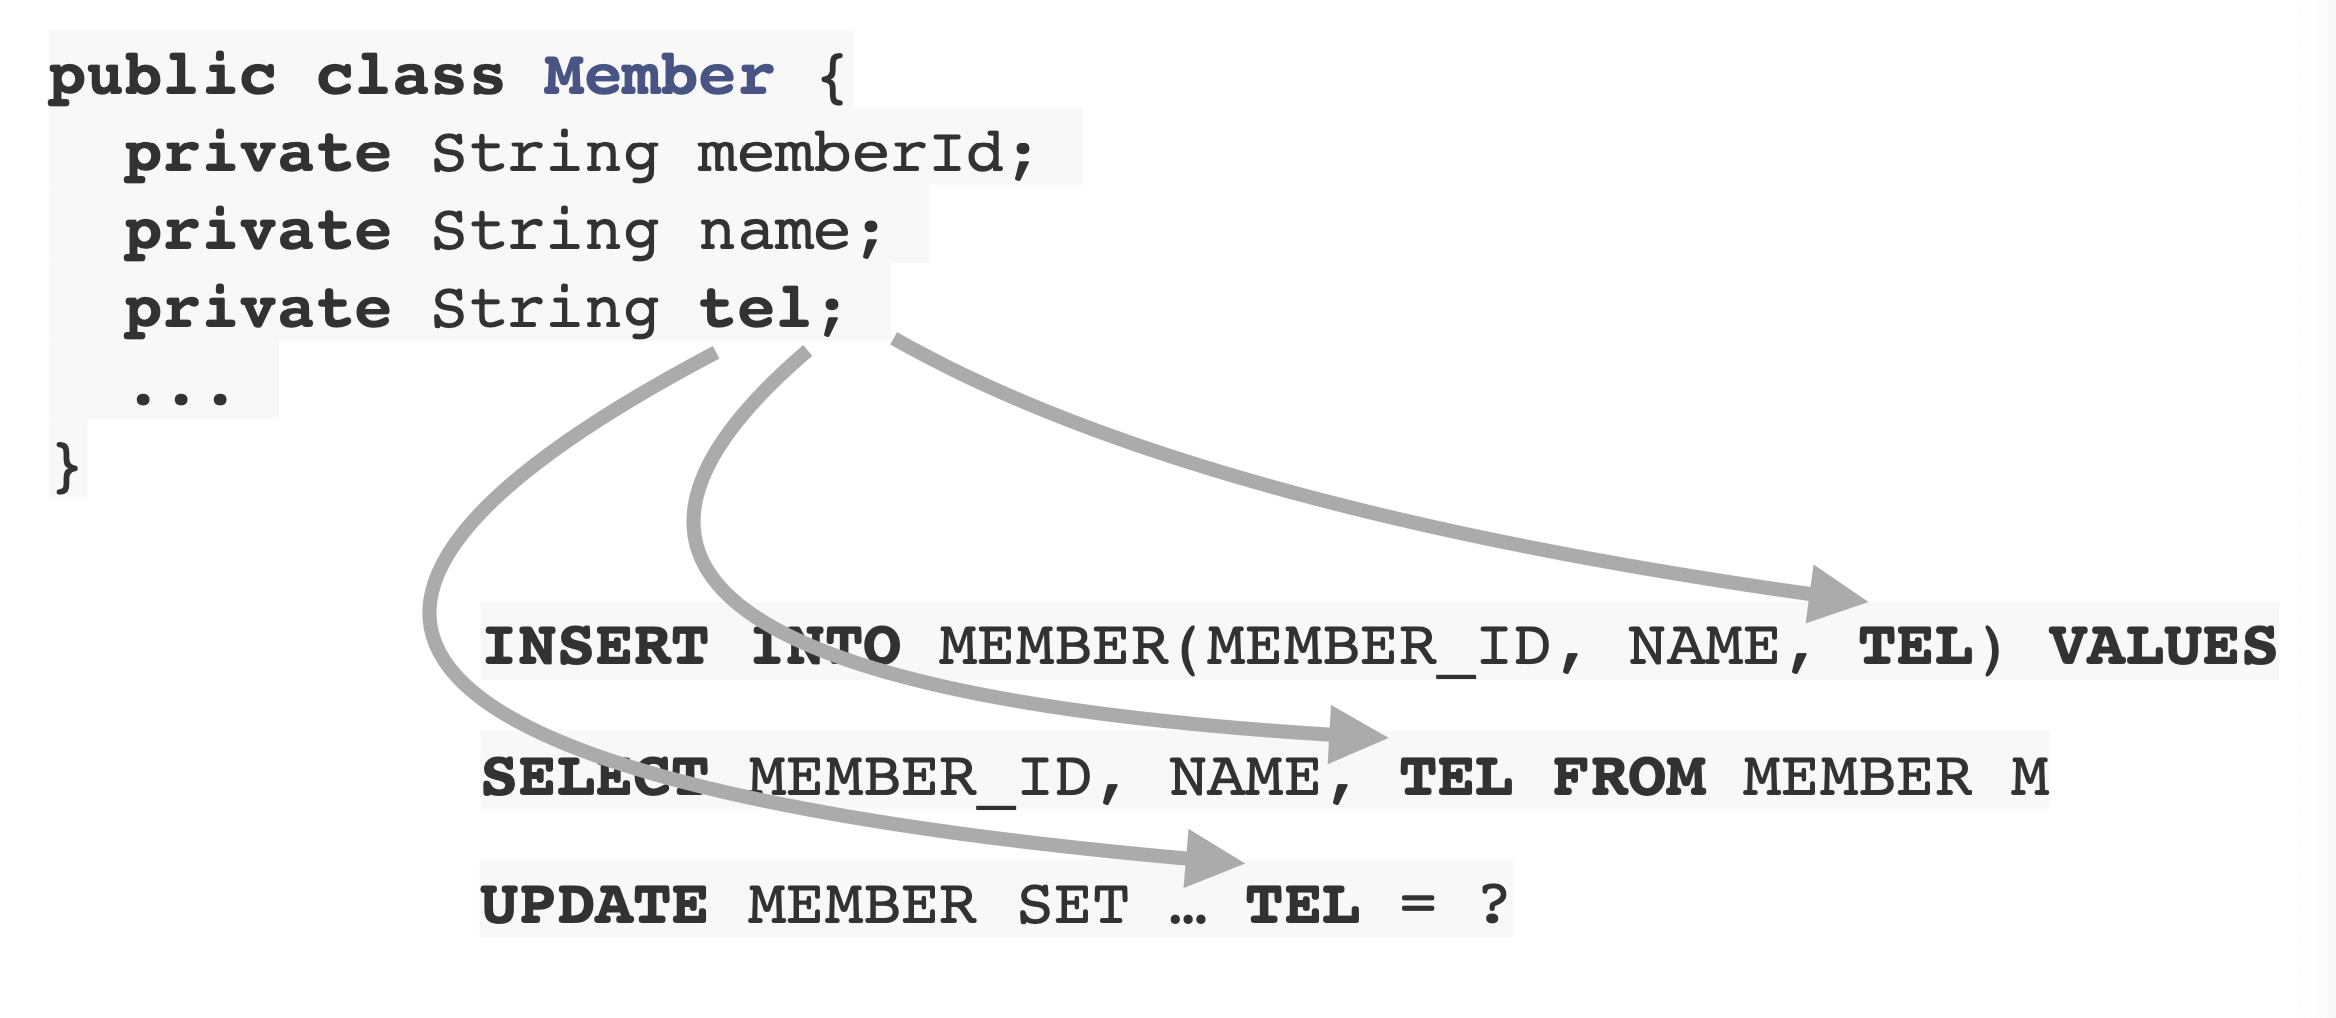 public class Member {
private String memberId;
private String name;
private String tel;
...
}
INSERT INTO MEMBER(MEMBER_ID, NAME, TEL) VALUES
SELECT MEMBER_ID, NAME, TEL FROM MEMBER M
UPDATE MEMBER SET … TEL = ?